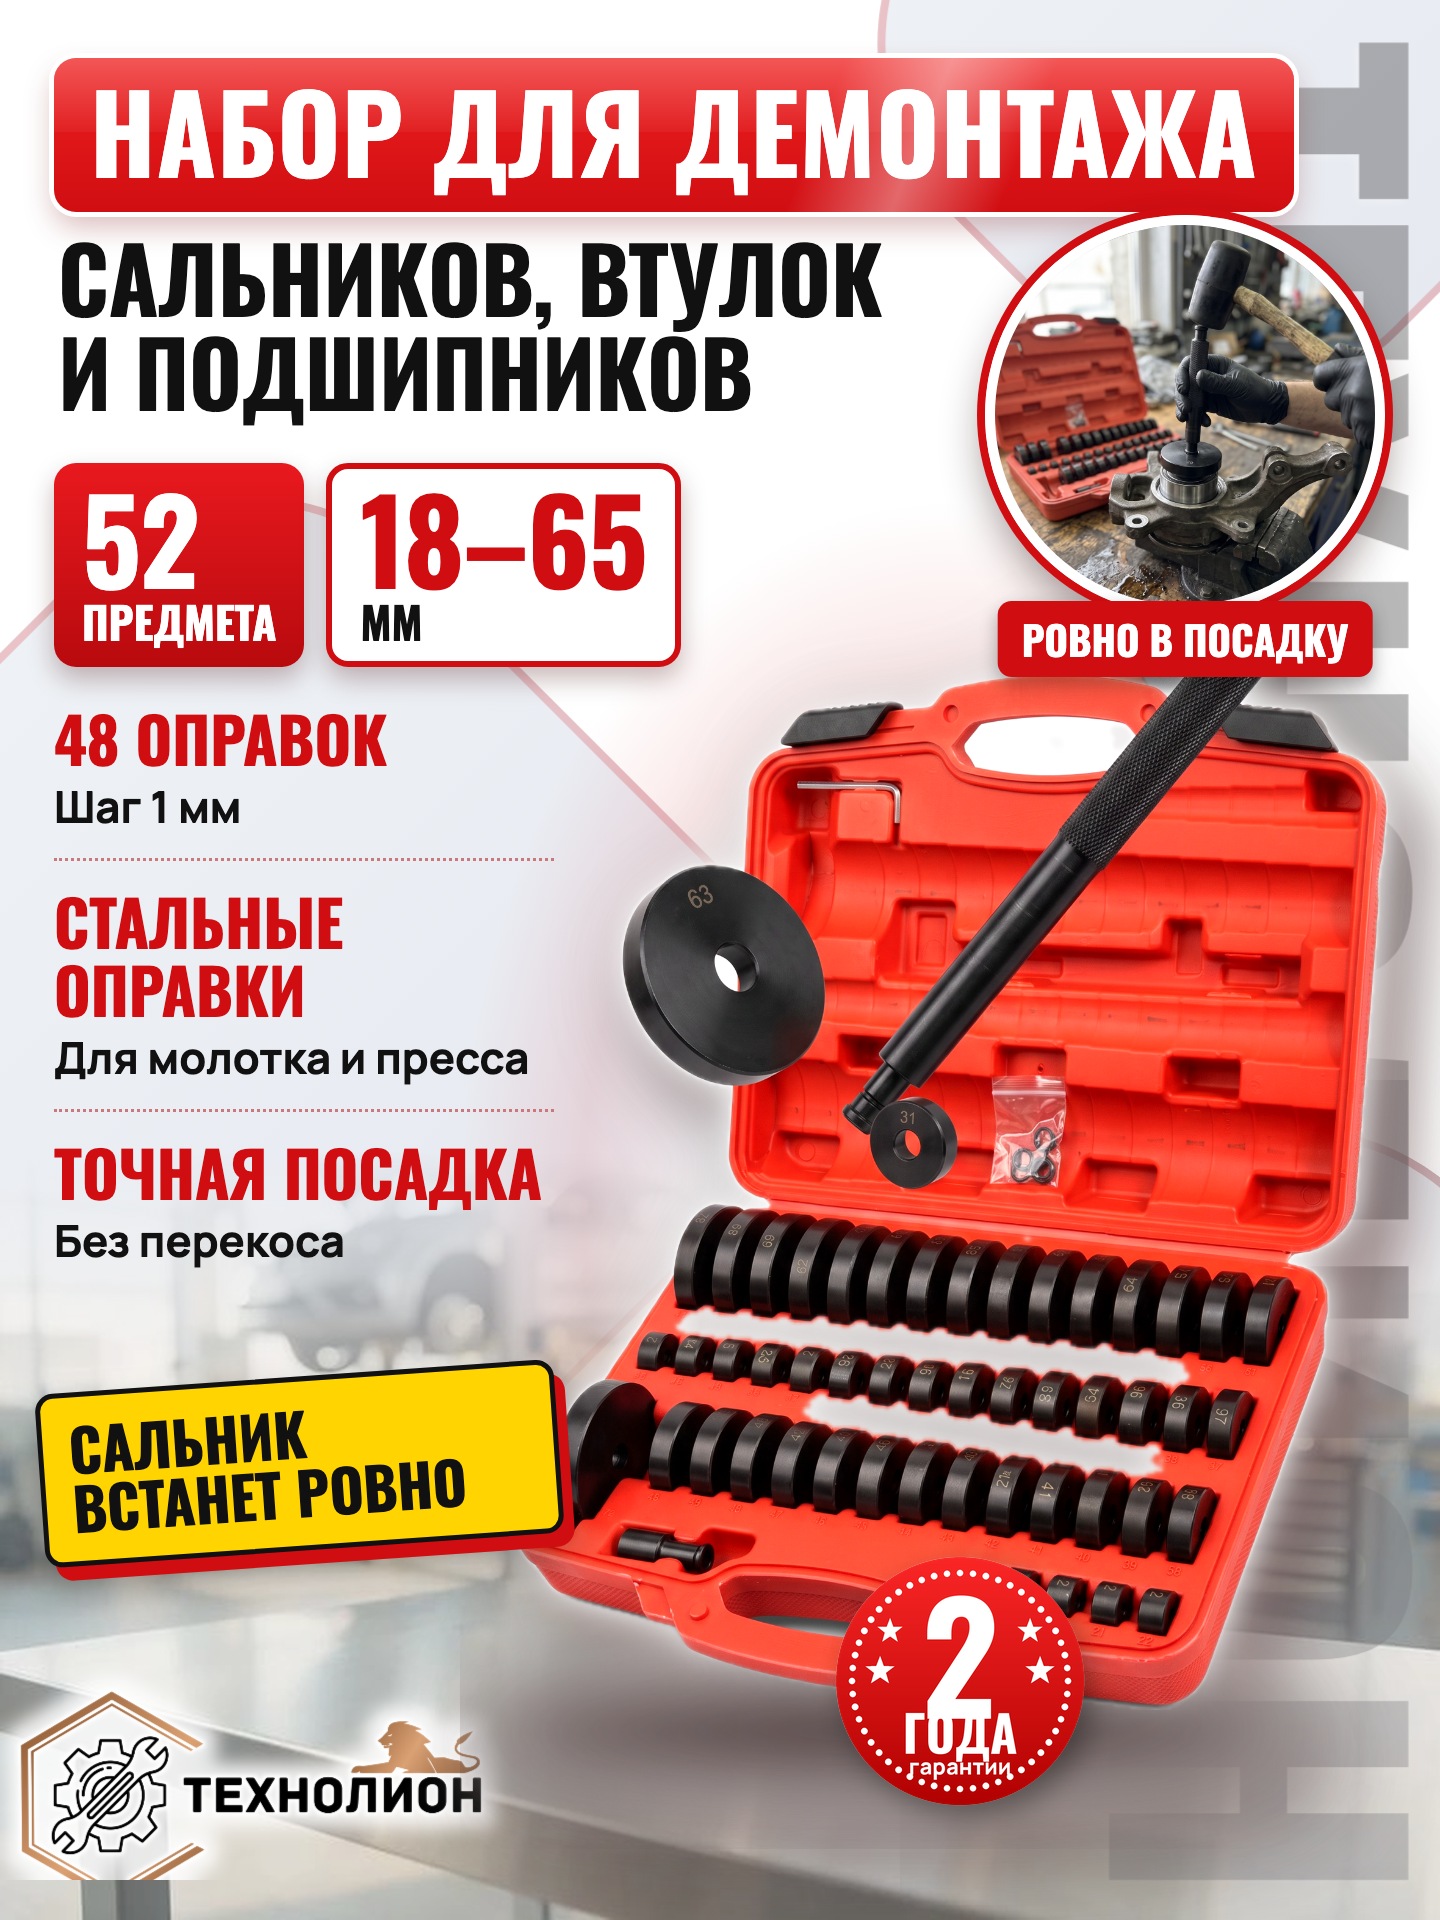 НАБОР ДЛЯ ДЕМОНТАЖА
САЛЬНИКОВ, ВТУЛОК
И ПОДШИПНИКОВ
52
ПРЕДМЕТА
18–65
ММ
РОВНО В ПОСАДКУ
48 ОПРАВОК
Шаг 1 мм
СТАЛЬНЫЕ
ОПРАВКИ
Для молотка и пресса
ТОЧНАЯ ПОСАДКА
Без перекоса
63
31
САЛЬНИК
ВСТАНЕТ РОВНО
2
ГОДА
гарантии
ТЕХНОЛИОН